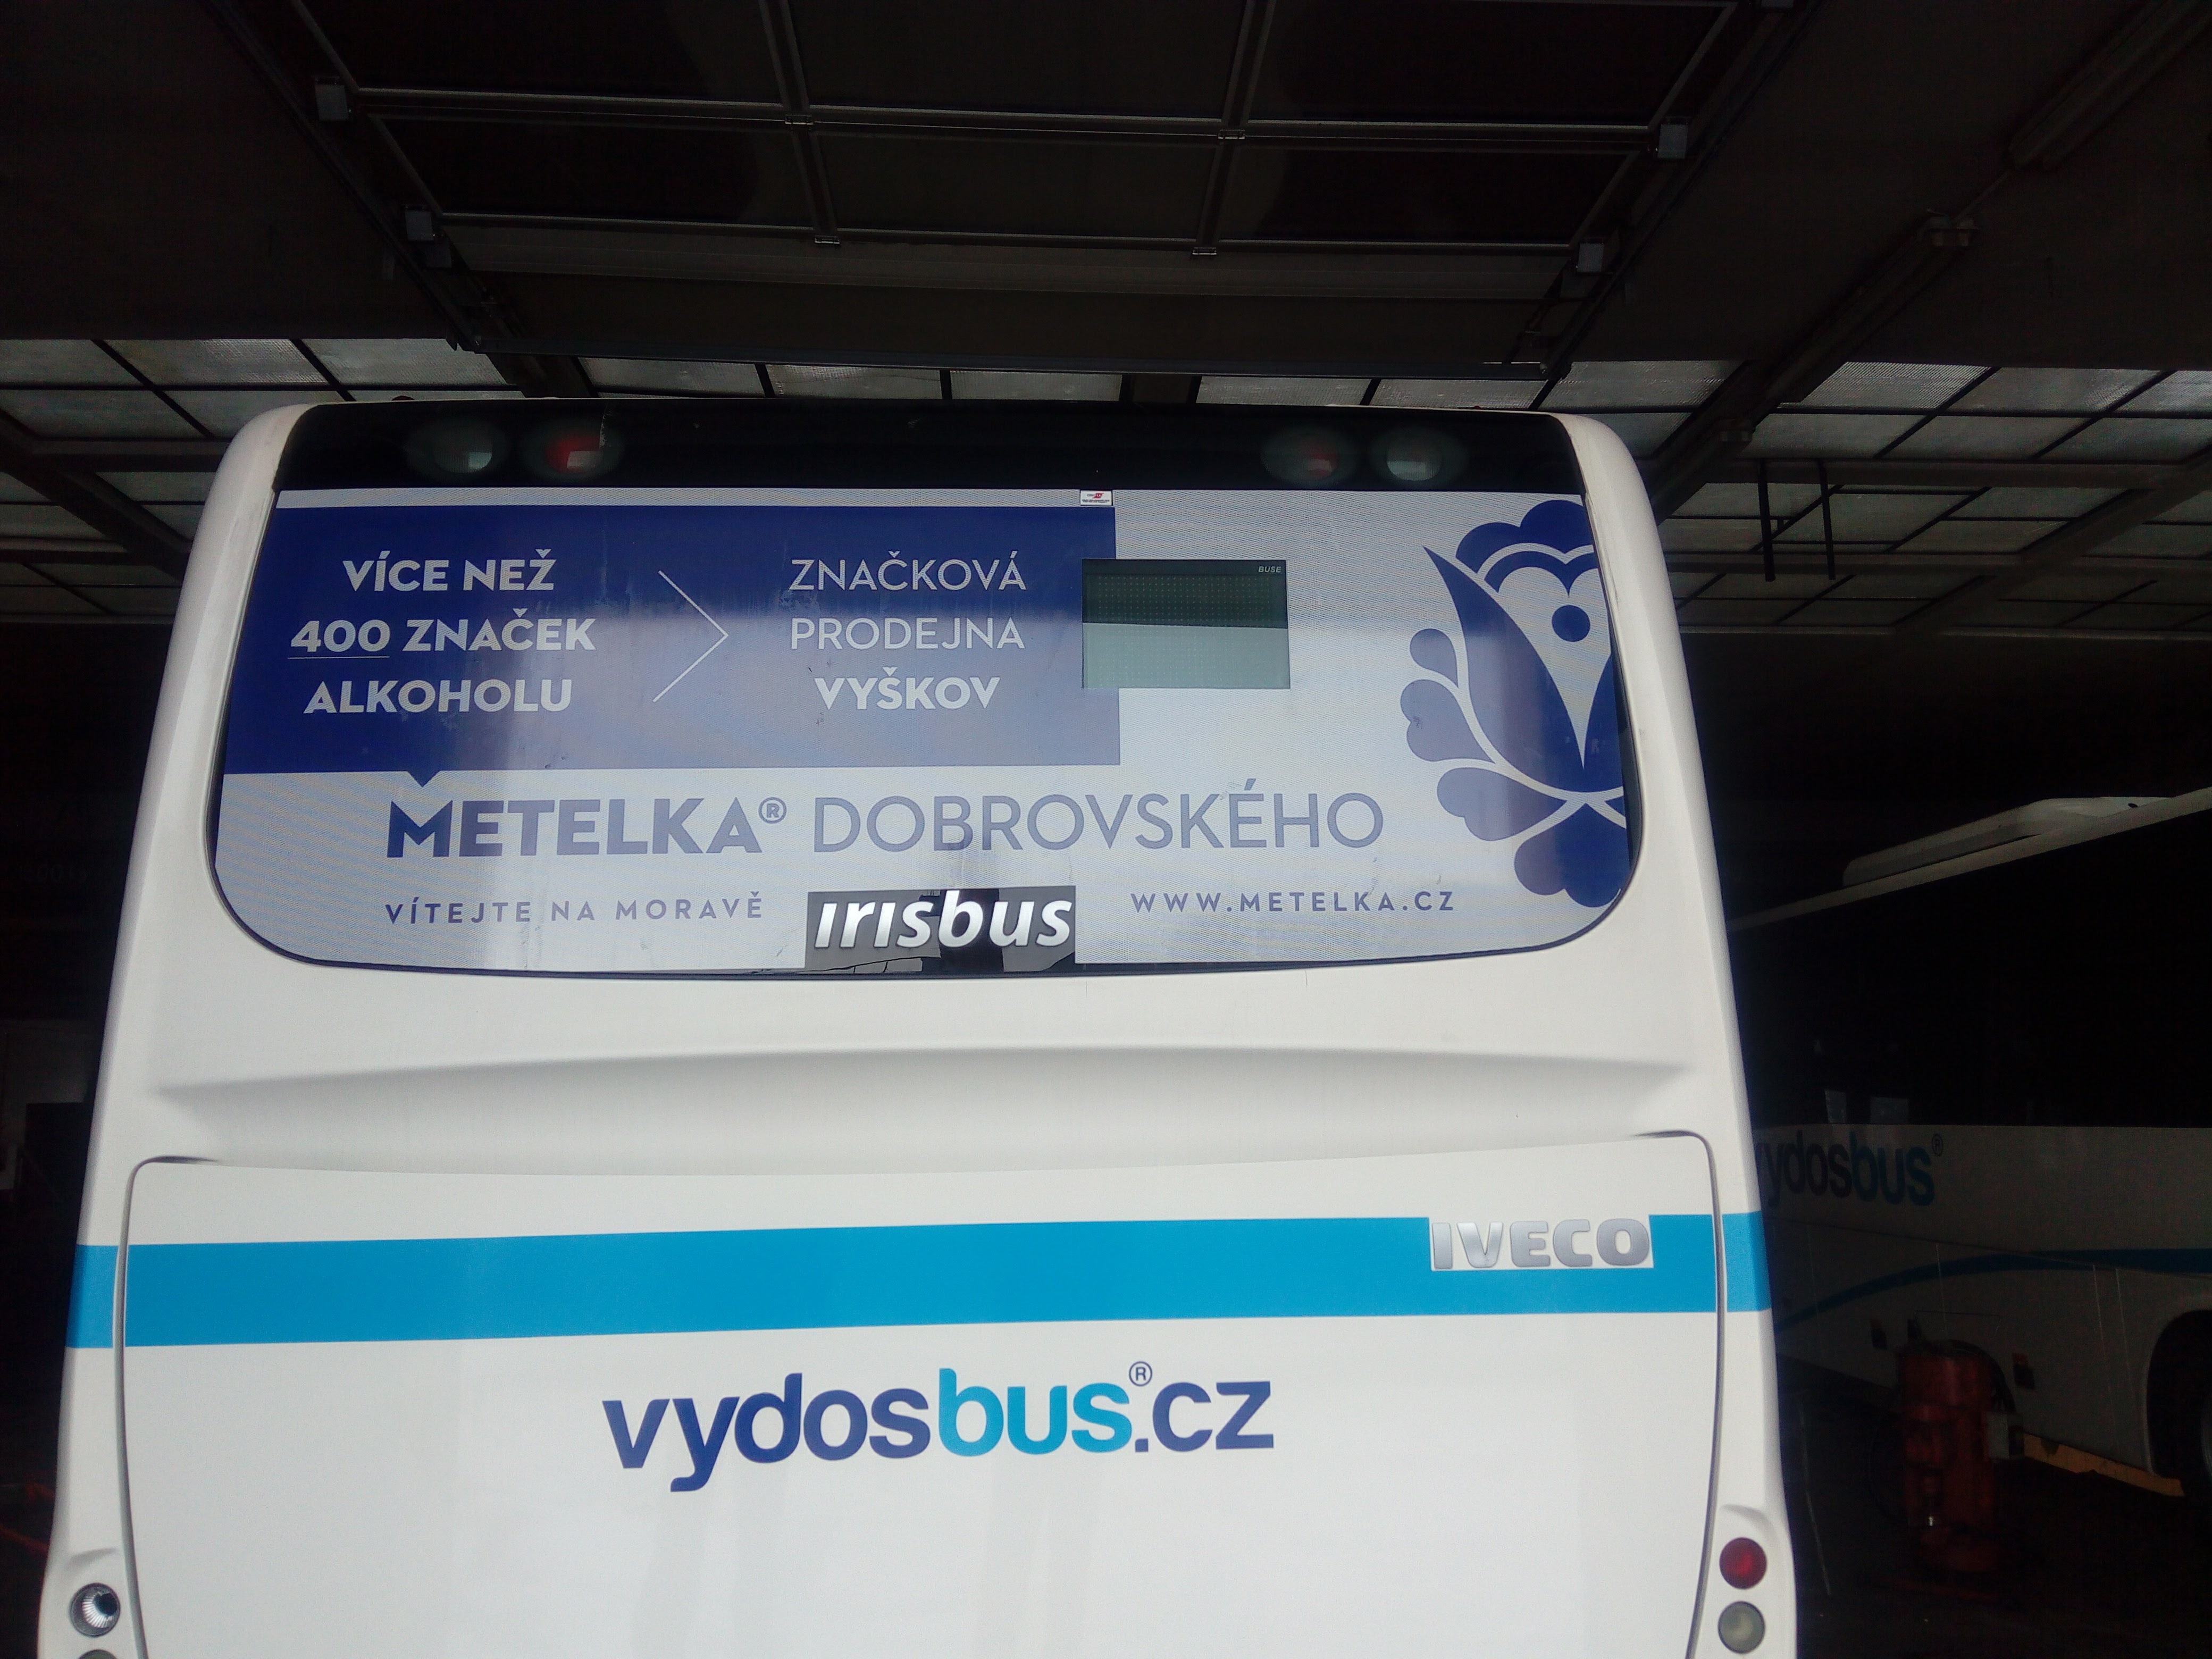 VÍCE NEŽ
400 ZNAČEK
ALKOHOLU
ZNAČKOVÁ
PRODEJNA
VYŠKOV
BUSE
METELKA® DOBROVSKÉHO
VÍTEJTE NA MORAVĚ
irisbus
WWW.METELKA.CZ
IVECO
vydosbus®.cz
ydosbus®